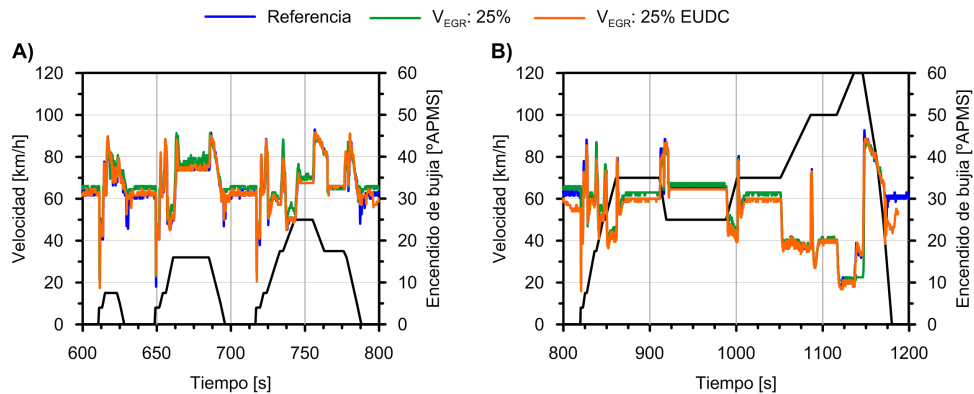 Referencia V_EGR: 25% V_EGR: 25% EUDC
A) B)
120 60 120 60
100 50 100 50
80 40 80 40
60 30 60 30
40 20 40 20
20 10 20 10
0 0 0 0
Velocidad [km/h]
Encendido de bujia [ºAPMS]
Velocidad [km/h]
Encendido de bujia [ºAPMS]
600 650 700 750 800 800 900 1000 1100 1200
Tiempo [s] Tiempo [s]